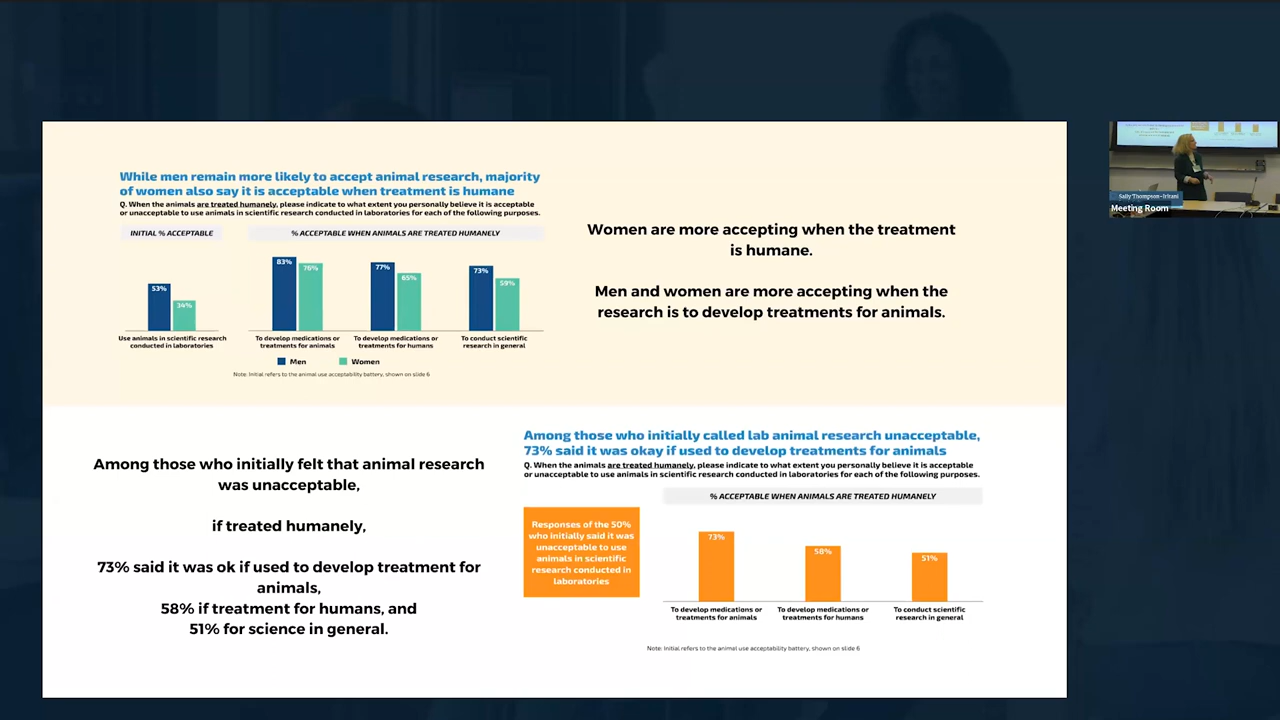 While men remain more likely to accept animal research, majority
of women also say it is acceptable when treatment is humane
Q. When the animals are treated humanely, please indicate to what extent you personally believe it is acceptable
or unacceptable to use animals in scientific research conducted in laboratories for each of the following purposes.
INITIAL % ACCEPTABLE
% ACCEPTABLE WHEN ANIMALS ARE TREATED HUMANELY
53%
34%
83%
76%
77%
65%
73%
59%
Use animals in scientific research
conducted in laboratories
To develop medications or
treatments for animals
To develop medications or
treatments for humans
To conduct scientific
research in general
Men
Women
Note: Initial refers to the animal use acceptability battery, shown on slide 6
Women are more accepting when the treatment
is humane.
Men and women are more accepting when the
research is to develop treatments for animals.
Sally Thompson-Iritani
Meeting Room
Among those who initially felt that animal research
was unacceptable,
if treated humanely,
73% said it was ok if used to develop treatment for
animals,
58% if treatment for humans, and
51% for science in general.
Among those who initially called lab animal research unacceptable,
73% said it was okay if used to develop treatments for animals
Q. When the animals are treated humanely, please indicate to what extent you personally believe it is acceptable
or unacceptable to use animals in scientific research conducted in laboratories for each of the following purposes.
% ACCEPTABLE WHEN ANIMALS ARE TREATED HUMANELY
Responses of the 50%
who initially said it was
unacceptable to use
animals in scientific
research conducted in
laboratories
73%
58%
51%
To develop medications or
treatments for animals
To develop medications or
treatments for humans
To conduct scientific
research in general
Note: Initial refers to the animal use acceptability battery, shown on slide 6